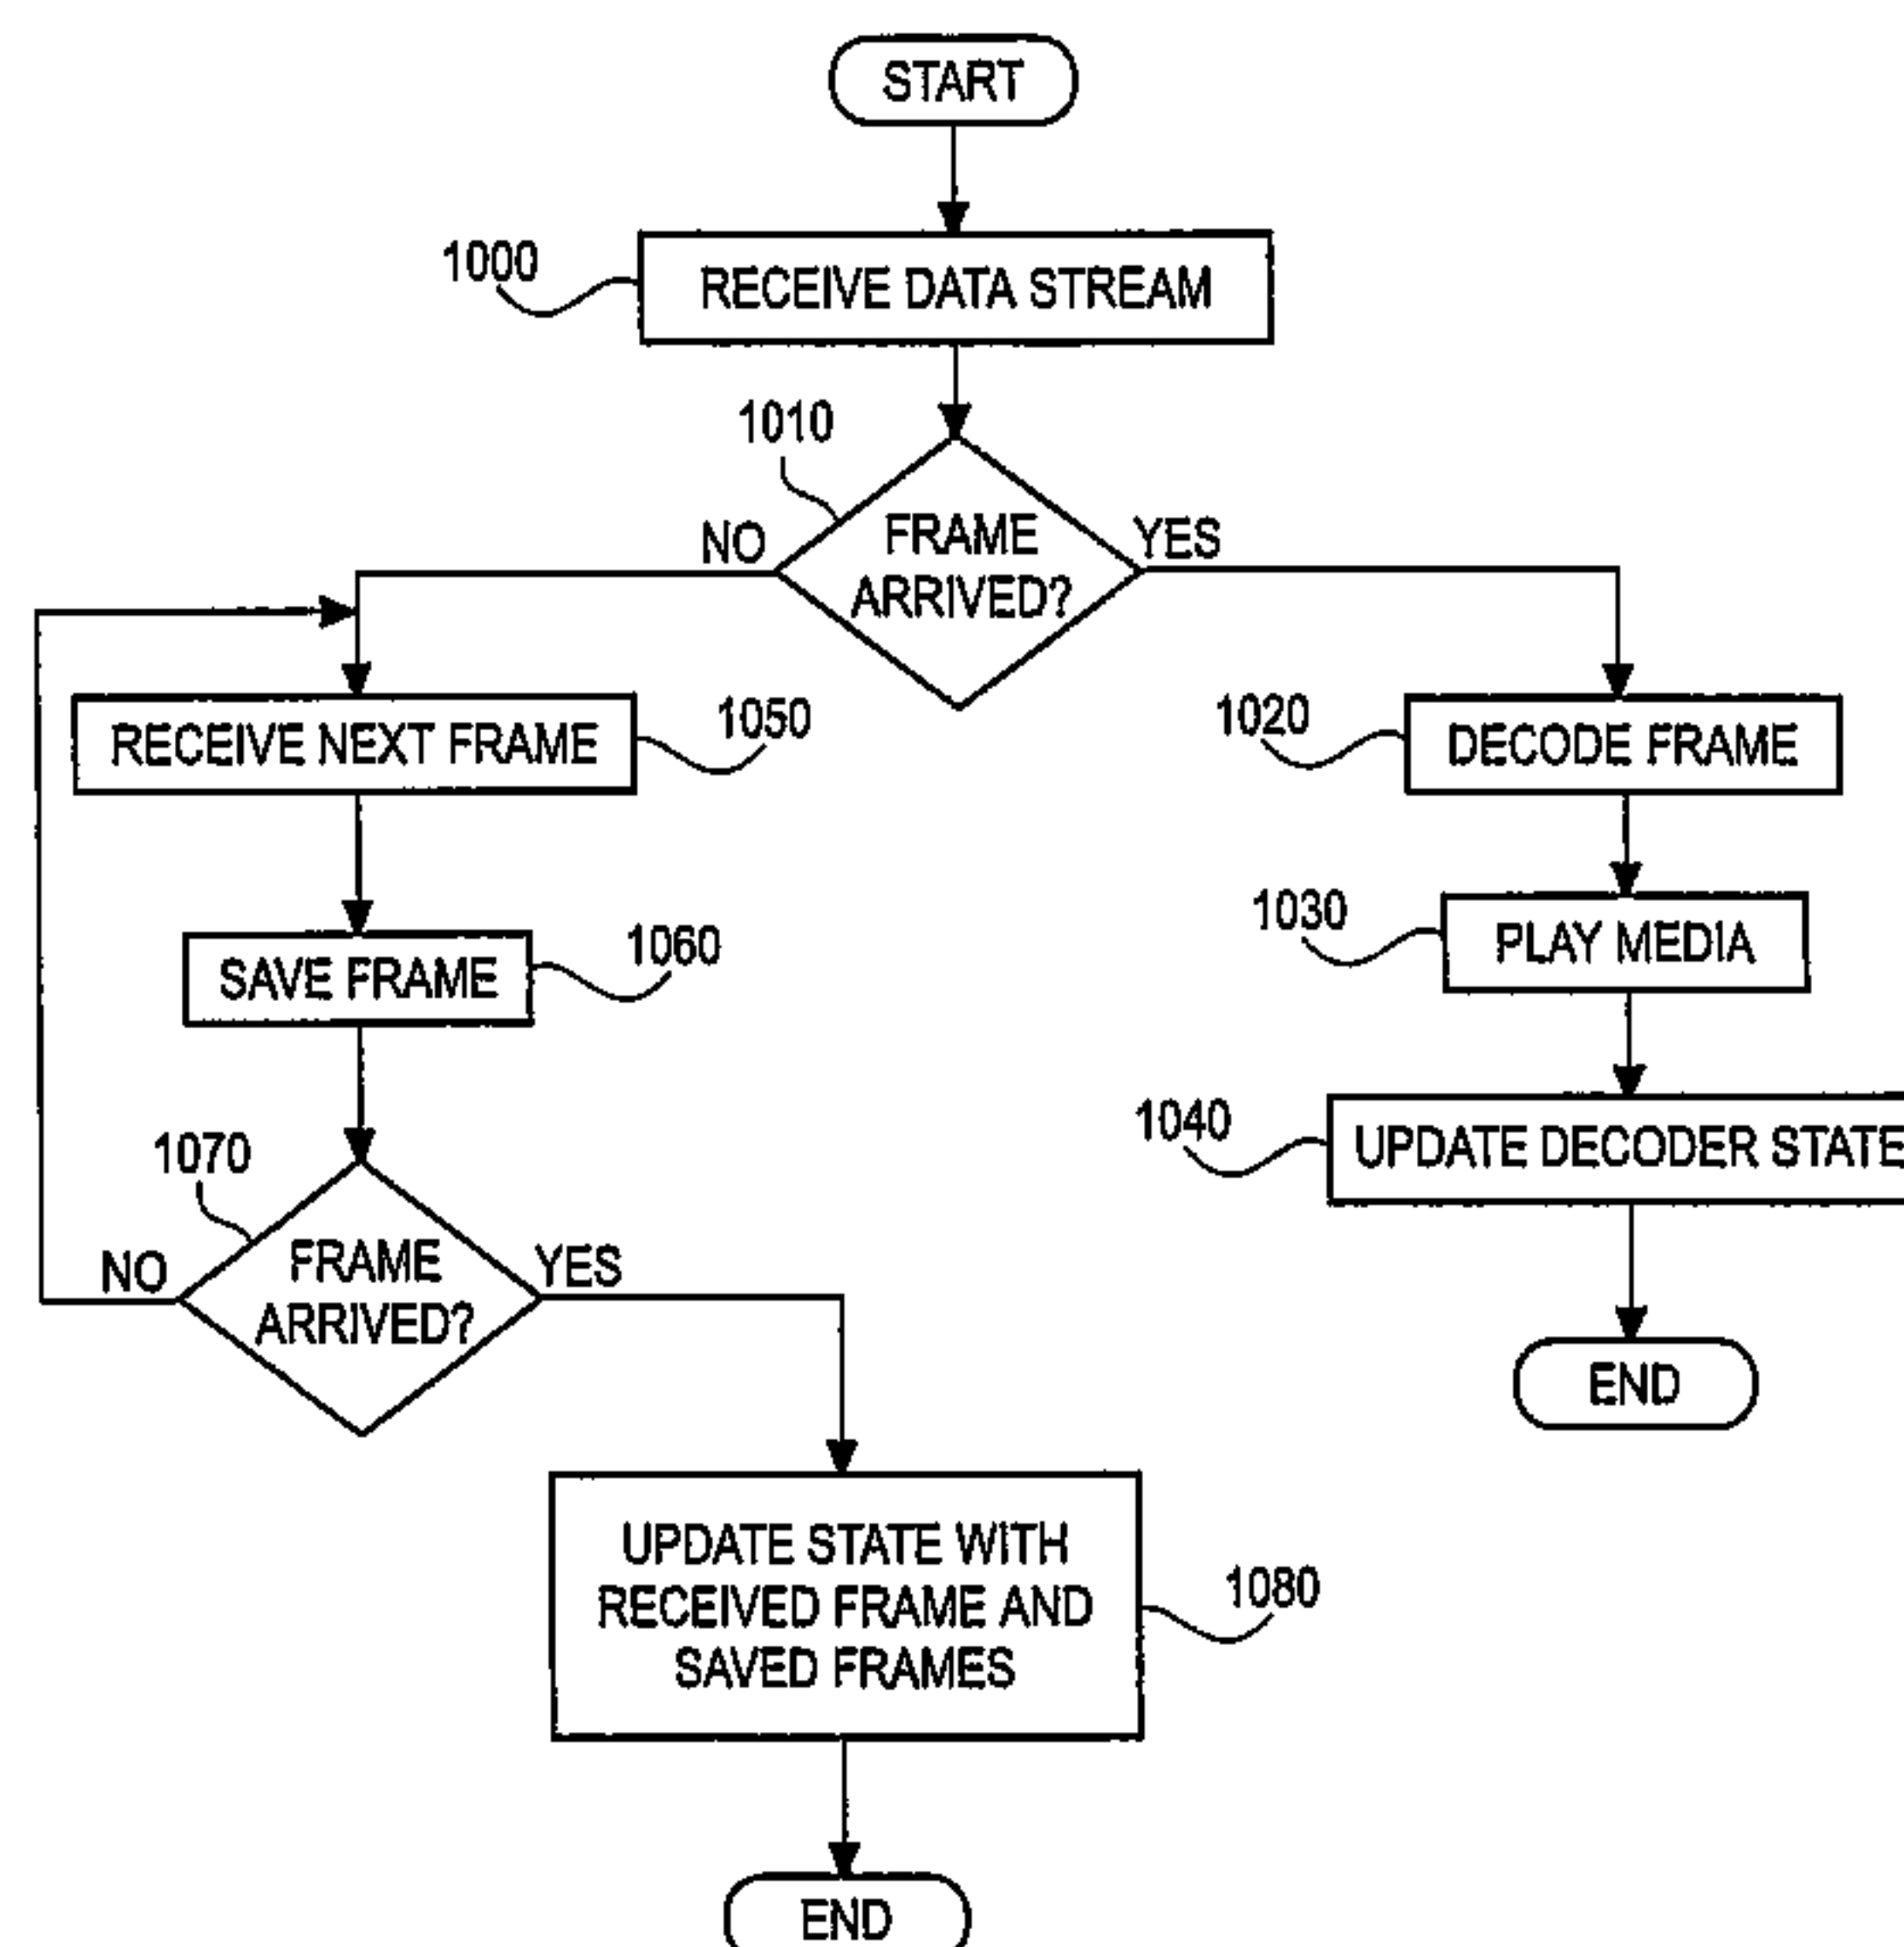 START
1000
RECEIVE DATA STREAM
1010
NO
FRAME
ARRIVED?
YES
RECEIVE NEXT FRAME
1050
1020
DECODE FRAME
SAVE FRAME
1060
1030
PLAY MEDIA
1040
UPDATE DECODER STATE
1070
NO
FRAME
ARRIVED?
YES
END
UPDATE STATE WITH
RECEIVED FRAME AND
SAVED FRAMES
1080
END